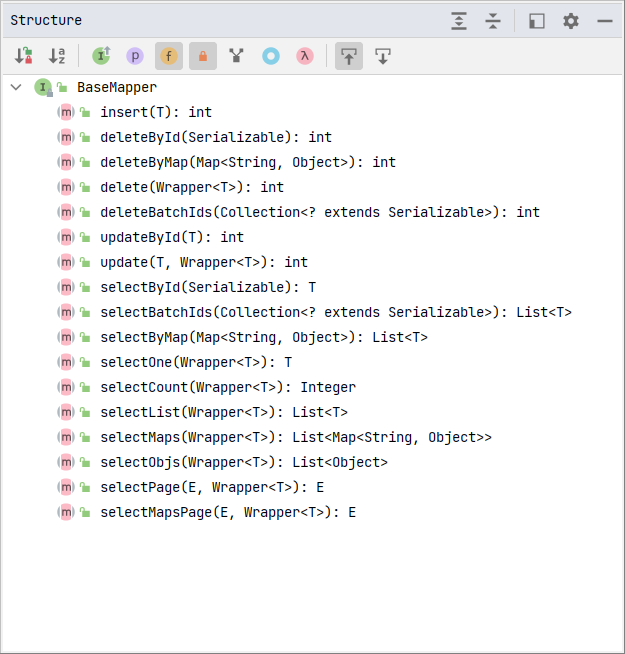 Structure
BaseMapper
insert(T): int
deleteById(Serializable): int
deleteByMap(Map<String, Object>): int
delete(Wrapper<T>): int
deleteBatchIds(Collection<? extends Serializable>): int
updateById(T): int
update(T, Wrapper<T>): int
selectById(Serializable): T
selectBatchIds(Collection<? extends Serializable>): List<T>
selectByMap(Map<String, Object>): List<T>
selectOne(Wrapper<T>): T
selectCount(Wrapper<T>): Integer
selectList(Wrapper<T>): List<T>
selectMaps(Wrapper<T>): List<Map<String, Object>>
selectObjs(Wrapper<T>): List<Object>
selectPage(E, Wrapper<T>): E
selectMapsPage(E, Wrapper<T>): E